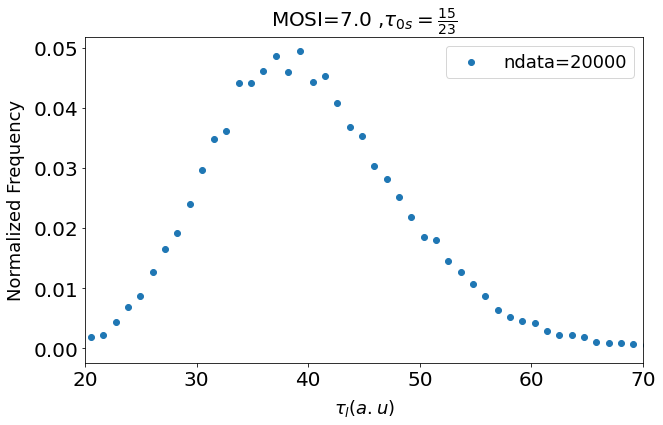 MOSI=7.0 ,τ₀ₛ = 15/23
ndata=20000
Normalized Frequency
0.05
0.04
0.03
0.02
0.01
0.00
20 30 40 50 60 70
τ_l(a.u)